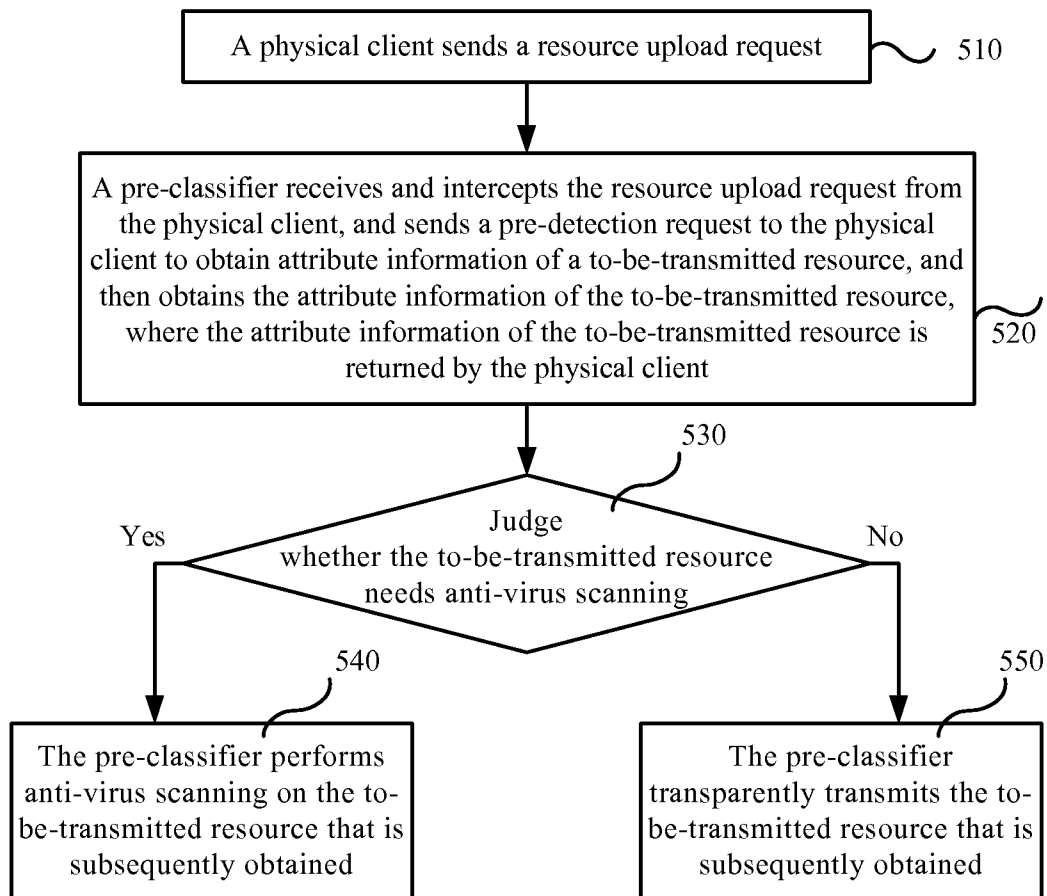 A physical client sends a resource upload request
510
A pre-classifier receives and intercepts the resource upload request from
the physical client, and sends a pre-detection request to the physical
client to obtain attribute information of a to-be-transmitted resource, and
then obtains the attribute information of the to-be-transmitted resource,
where the attribute information of the to-be-transmitted resource is
returned by the physical client
520
530
Judge
whether the to-be-transmitted resource
needs anti-virus scanning
Yes
No
540
The pre-classifier performs
anti-virus scanning on the to-
be-transmitted resource that is
subsequently obtained
550
The pre-classifier
transparently transmits the to-
be-transmitted resource that is
subsequently obtained